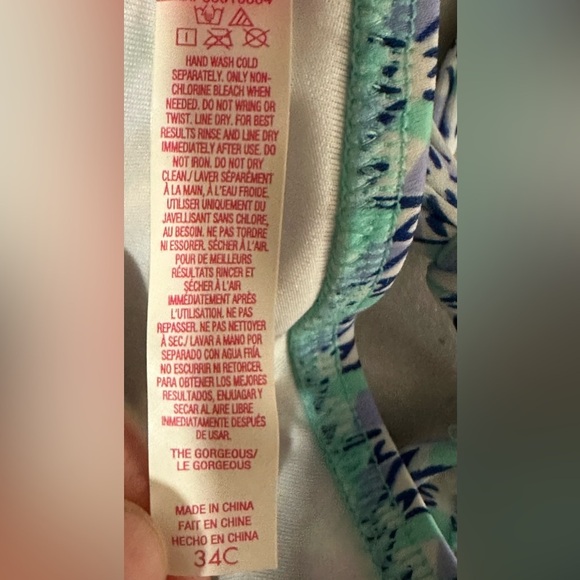 HAND WASH COLD
SEPARATELY. ONLY NON-
CHLORINE BLEACH WHEN
NEEDED. DO NOT WRING OR
TWIST. LINE DRY. FOR BEST
RESULTS RINSE AND LINE DRY
IMMEDIATELY AFTER USE. DO
NOT IRON. DO NOT DRY
CLEAN./ LAVER SÉPARÉMENT
À LA MAIN, À L'EAU FROIDE.
UTILISER UNIQUEMENT DU
JAVELLISANT SANS CHLORE,
AU BESOIN. NE PAS TORDRE
NI ESSORER. SÉCHER À L'AIR.
POUR DE MEILLEURS
RÉSULTATS RINCER ET
SÉCHER À L'AIR
IMMÉDIATEMENT APRÈS
L'UTILISATION. NE PAS
REPASSER. NE PAS NETTOYER
À SEC./ LAVAR A MANO POR
SEPARADO CON AGUA FRÍA.
NO ESCURRIR NI RETORCER.
PARA OBTENER LOS MEJORES
RESULTADOS, ENJUAGAR Y
SECAR AL AIRE LIBRE
INMEDIATAMENTE DESPUÉS
DE USAR.
THE GORGEOUS/
LE GORGEOUS
MADE IN CHINA
FAIT EN CHINE
HECHO EN CHINA
34C